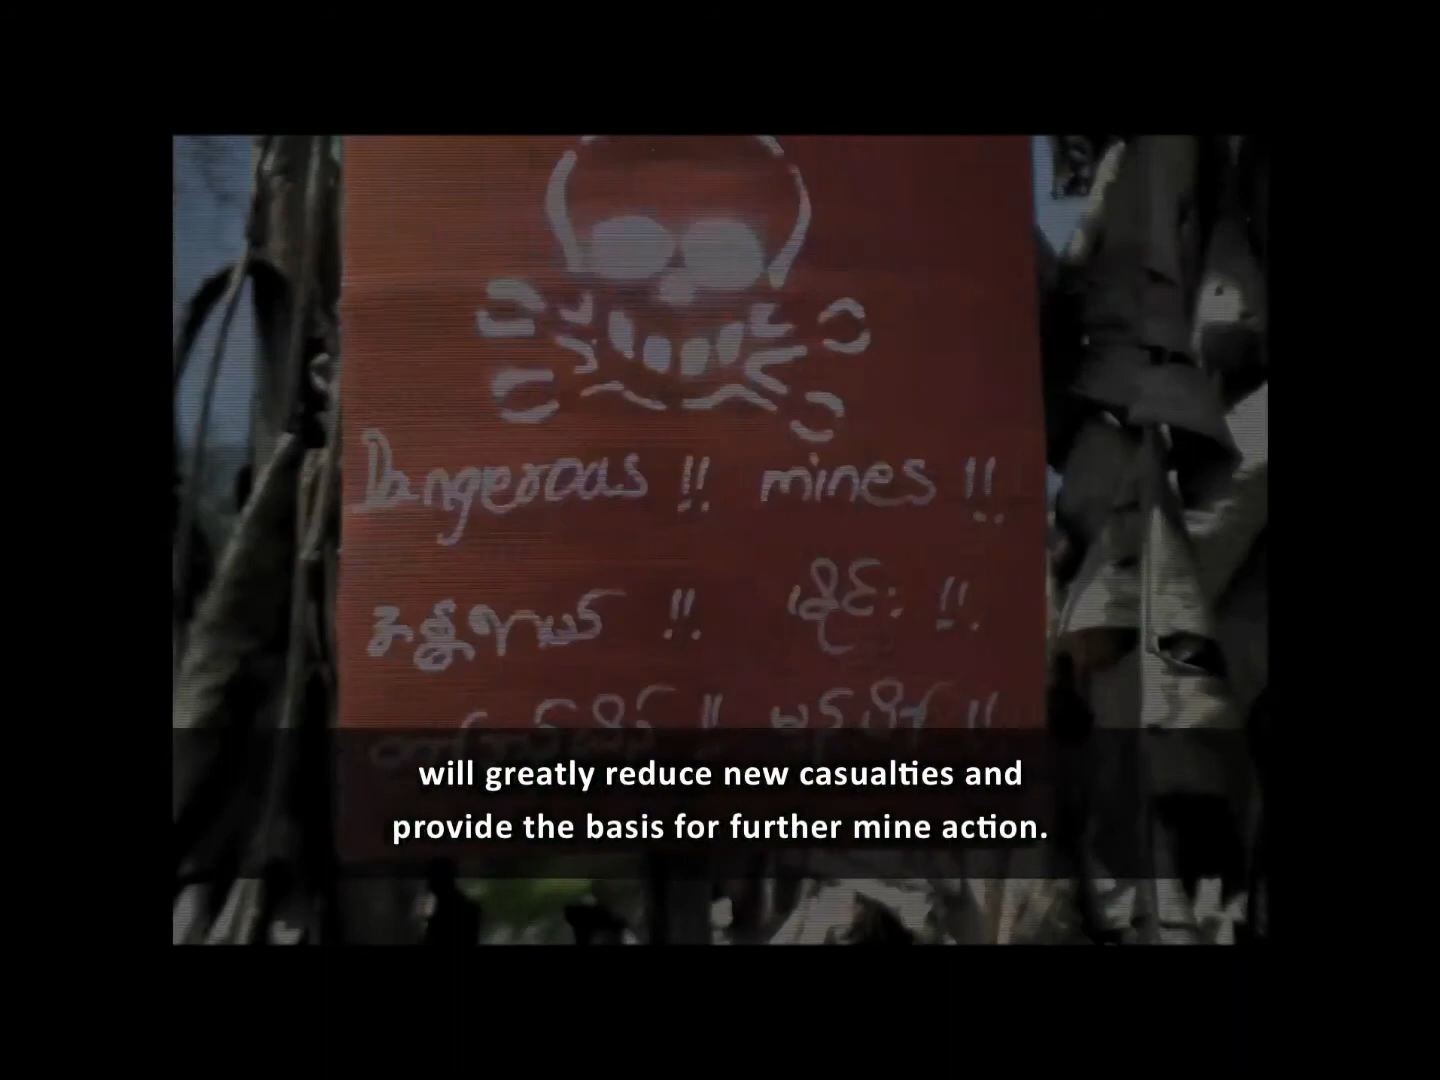 Dangerous !! mines !!
အန္တရာယ် !! မိုင်း !!
will greatly reduce new casualties and
provide the basis for further mine action.